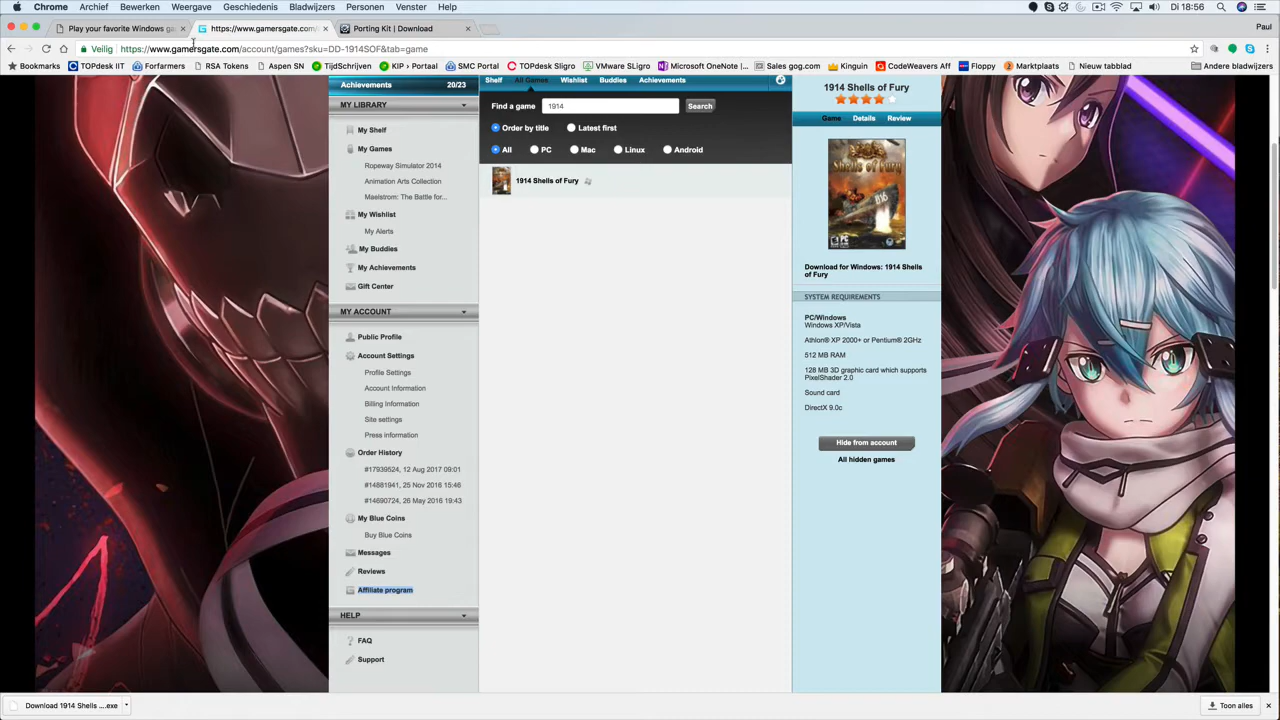 Chrome Archief Bewerken Weergave Geschiedenis Bladwijzers Personen Venster Help Di 18:56
Play your favorite Windows ga × https://www.gamersgate.com/ × Porting Kit | Download × Paul
Veilig https://www.gamersgate.com/account/games?sku=DD-1914SOF&tab=game
Bookmarks TOPdesk IIT Forfarmers RSA Tokens Aspen SN TijdSchrijven KIP › Portaal SMC Portal TOPdesk Sligro VMware SLigro Microsoft OneNote |... Sales gog.com Kinguin CodeWeavers Aff Floppy Marktplaats Nieuw tabblad Andere bladwijzers
Achievements 20/23
MY LIBRARY
My Shelf
My Games
Ropeway Simulator 2014
Animation Arts Collection
Maelstrom: The Battle for...
My Wishlist
My Alerts
My Buddies
My Achievements
Gift Center
MY ACCOUNT
Public Profile
Account Settings
Profile Settings
Account Information
Billing Information
Site settings
Press information
Order History
#17939524, 12 Aug 2017 09:01
#14881941, 25 Nov 2016 15:46
#14690724, 26 May 2016 19:43
My Blue Coins
Buy Blue Coins
Messages
Reviews
Affiliate program
HELP
FAQ
Support
Shelf All Games Wishlist Buddies Achievements
Find a game 1914 Search
Order by title Latest first
All PC Mac Linux Android
1914 Shells of Fury
1914 Shells of Fury
Game Details Review
Shells of Fury
B16
Download for Windows: 1914 Shells
of Fury
SYSTEM REQUIREMENTS
PC/Windows
Windows XP/Vista
Athlon® XP 2000+ or Pentium® 2GHz
512 MB RAM
128 MB 3D graphic card which supports
PixelShader 2.0
Sound card
DirectX 9.0c
Hide from account
All hidden games
Download 1914 Shells ....exe Toon alles ×